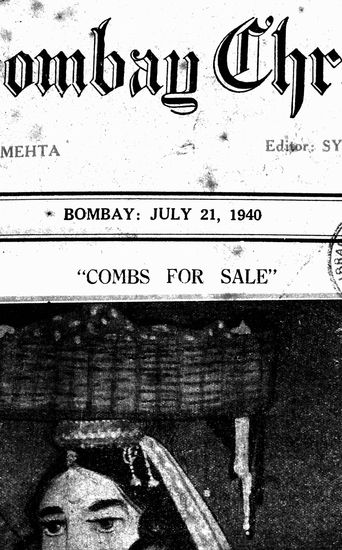 ombay Chr
MEHTA
Editor: SY
BOMBAY: JULY 21, 1940
"COMBS FOR SALE"